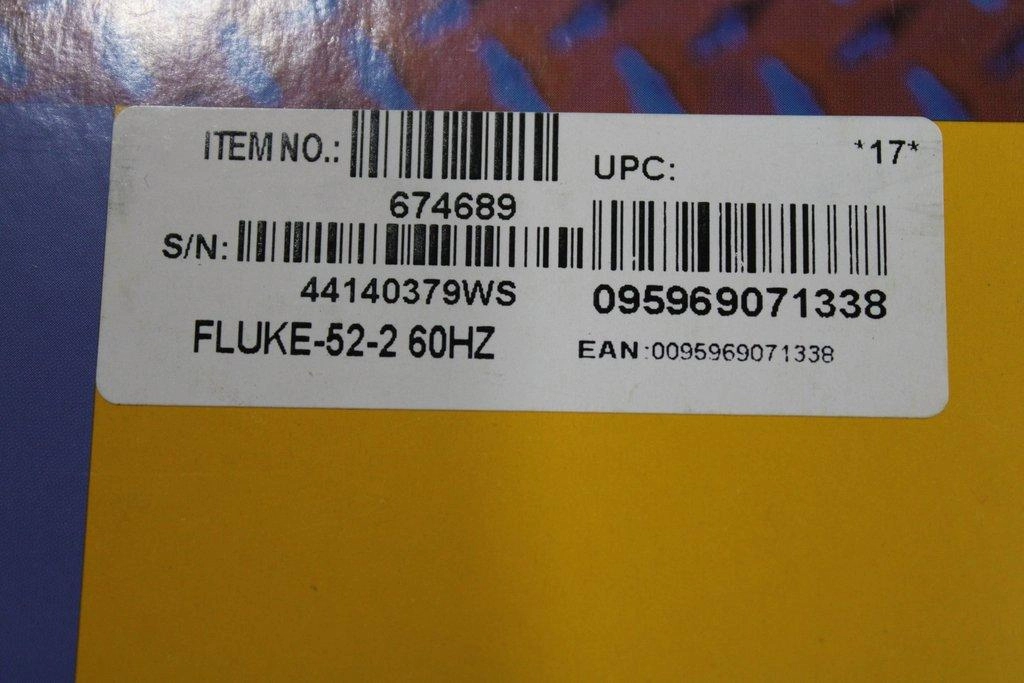 ITEM NO.:
674689
S/N:
44140379WS
FLUKE-52-2 60HZ
*17*
UPC:
095969071338
EAN:0095969071338